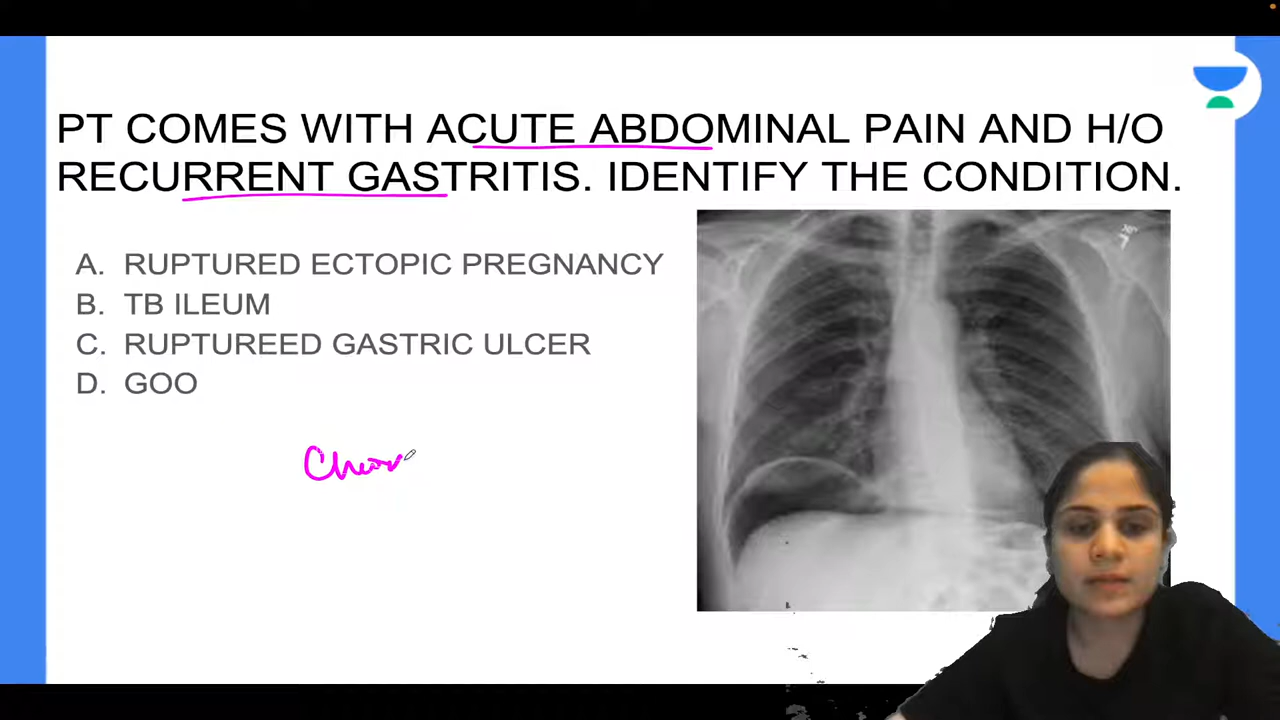 PT COMES WITH ACUTE ABDOMINAL PAIN AND H/O
RECURRENT GASTRITIS. IDENTIFY THE CONDITION.
A. RUPTURED ECTOPIC PREGNANCY
B. TB ILEUM
C. RUPTUREED GASTRIC ULCER
D. GOO